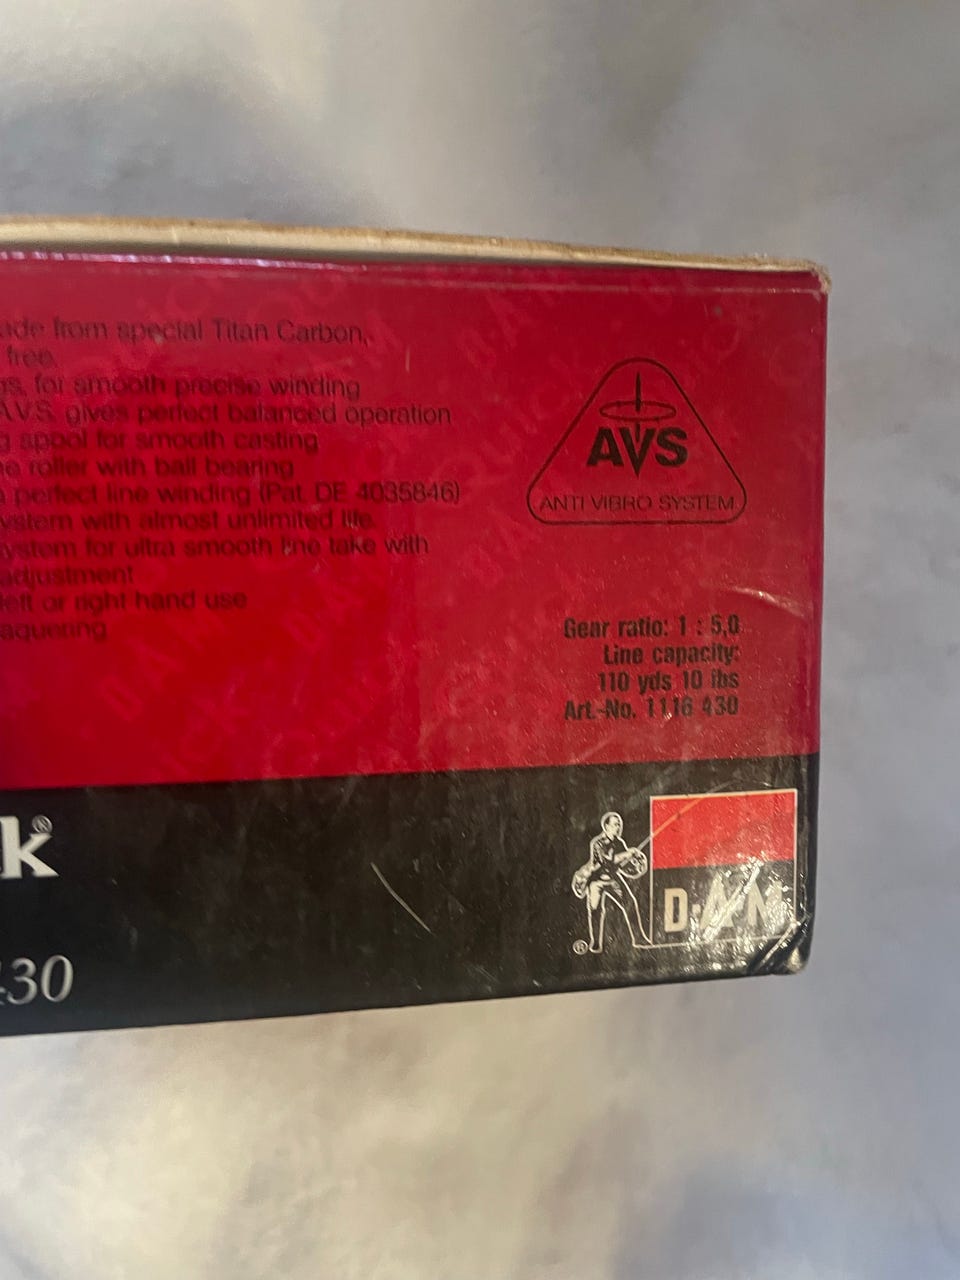 ade from special Titan Carbon,
free.
gs, for smooth precise winding
A.V.S. gives perfect balanced operation
g spool for smooth casting
ne roller with ball bearing
perfect line winding (Pat. DE 4035846)
ystem with almost unlimited life.
ystem for ultra smooth line take with
adjustment
left or right hand use
aquering
AVS
ANTI VIBRO SYSTEM
Gear ratio: 1 : 5,0
Line capacity:
110 yds 10 lbs
Art.-No. 1116 430
k®
430
D·A·M
®